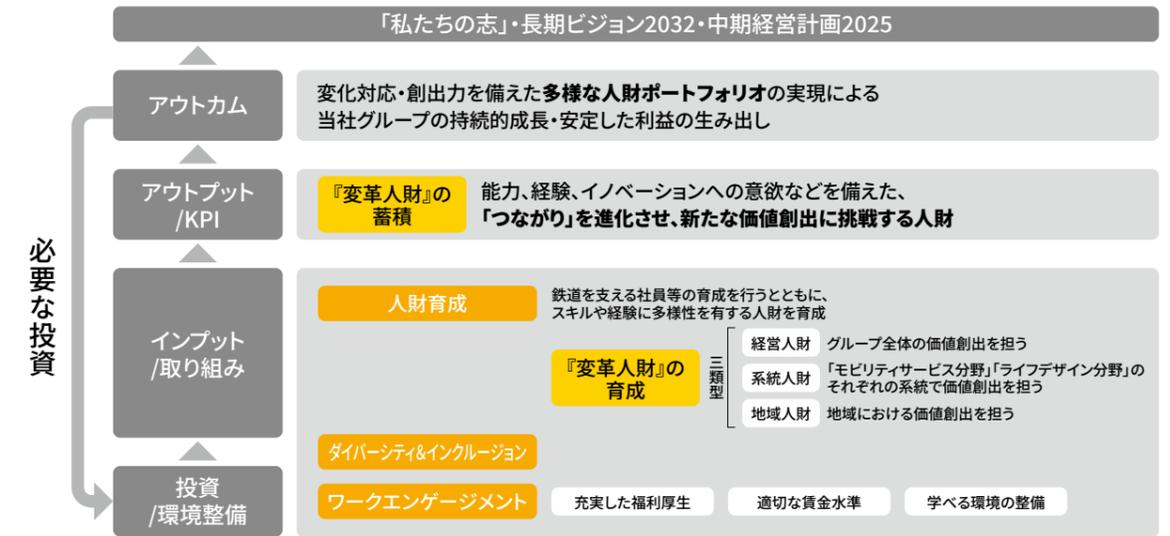 「私たちの志」・長期ビジョン2032・中期経営計画2025
アウトカム
変化対応・創出力を備えた多様な人財ポートフォリオの実現による
当社グループの持続的成長・安定した利益の生み出し
アウトプット
/KPI
『変革人財』の
蓄積
能力、経験、イノベーションへの意欲などを備えた、
「つながり」を進化させ、新たな価値創出に挑戦する人財
必要な投資
インプット
/取り組み
人財育成
鉄道を支える社員等の育成を行うとともに、
スキルや経験に多様性を有する人財を育成
『変革人財』の
育成
三類型
経営人財
グループ全体の価値創出を担う
系統人財
「モビリティサービス分野」「ライフデザイン分野」の
それぞれの系統で価値創出を担う
地域人財
地域における価値創出を担う
ダイバーシティ&インクルージョン
投資
/環境整備
ワークエンゲージメント
充実した福利厚生
適切な賃金水準
学べる環境の整備